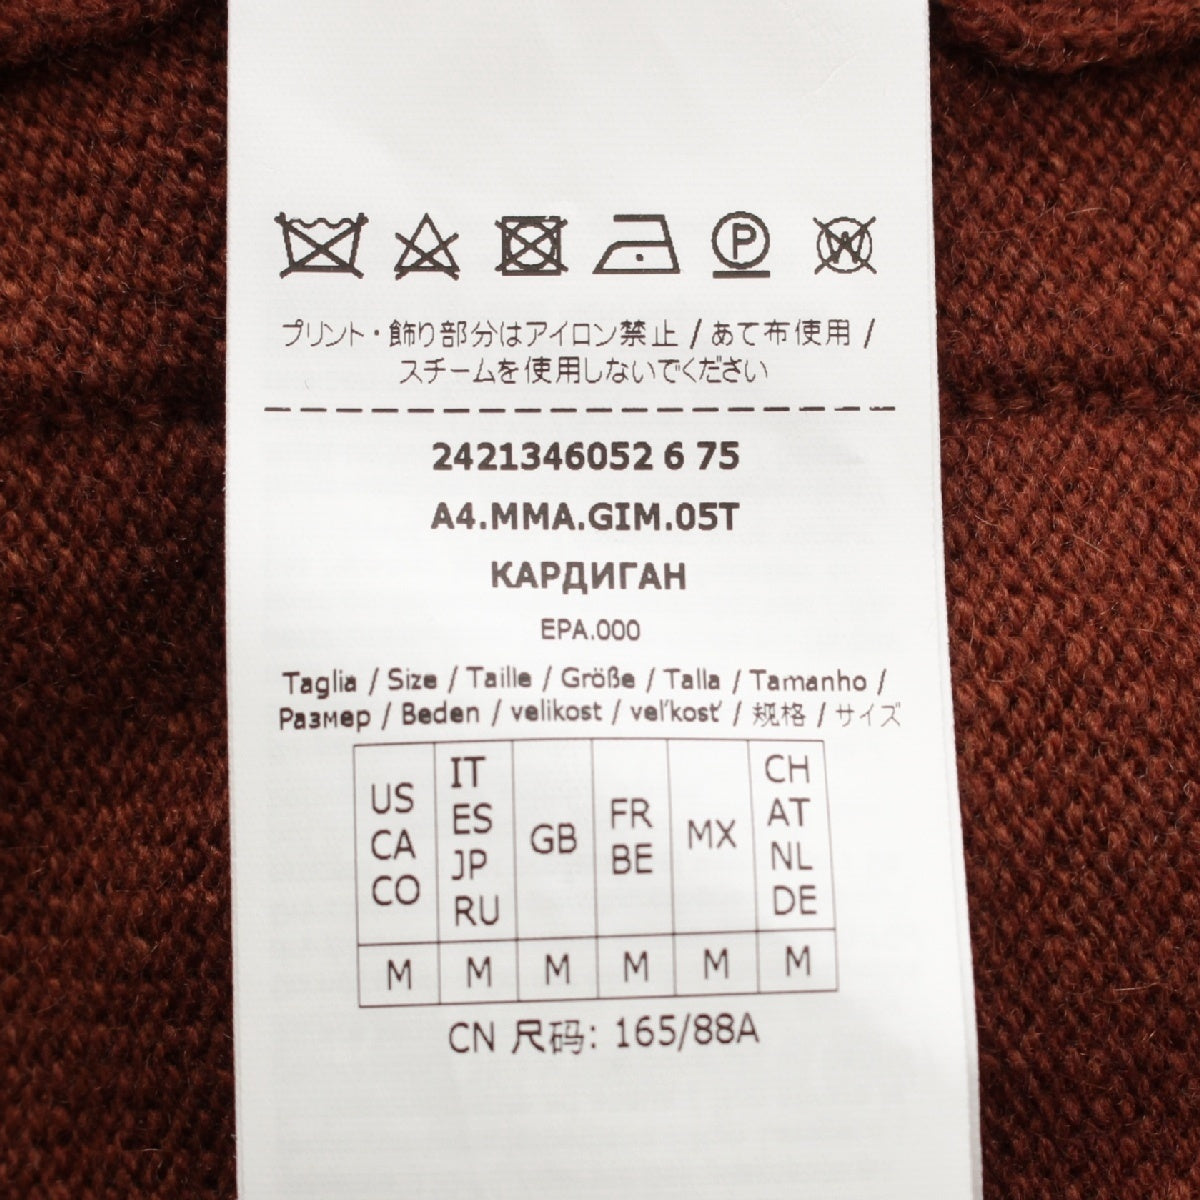 P W
プリント・飾り部分はアイロン禁止 / あて布使用 /
スチームを使用しないでください
2421346052 6 75
A4.MMA.GIM.05T
КАРДИГАН
EPA.000
Taglia / Size / Taille / Größe / Talla / Tamanho /
Размер / Beden / velikost / veľkosť / 规格 / サイズ
US CA CO
IT ES JP RU
GB
FR BE
MX
CH AT NL DE
M M M M M M
CN 尺码: 165/88A